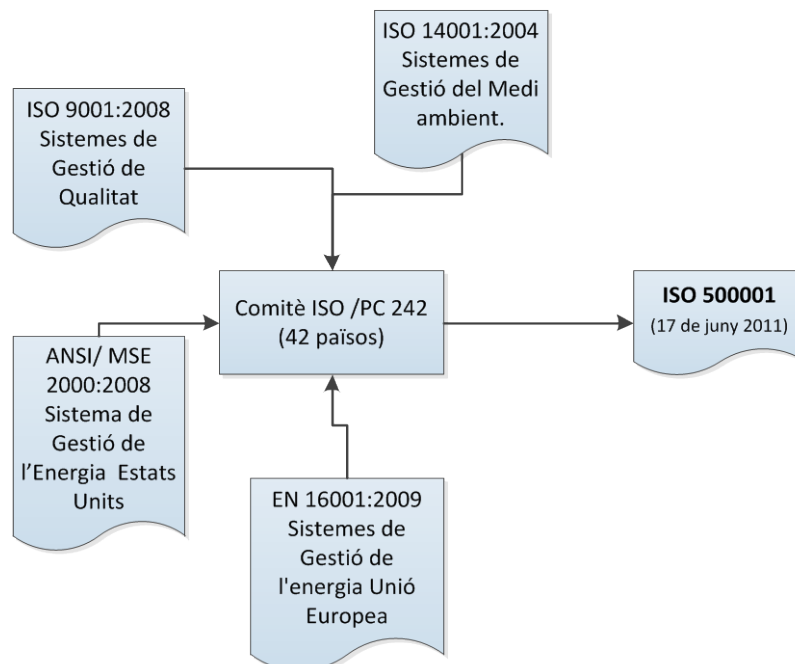 ISO 14001:2004
Sistemes de
Gestió del Medi
ambient.
ISO 9001:2008
Sistemes de
Gestió de
Qualitat
Comitè ISO /PC 242
(42 països)
ISO 500001
(17 de juny 2011)
ANSI/ MSE
2000:2008
Sistema de
Gestió de
l’Energia Estats
Units
EN 16001:2009
Sistemes de
Gestió de
l'energia Unió
Europea